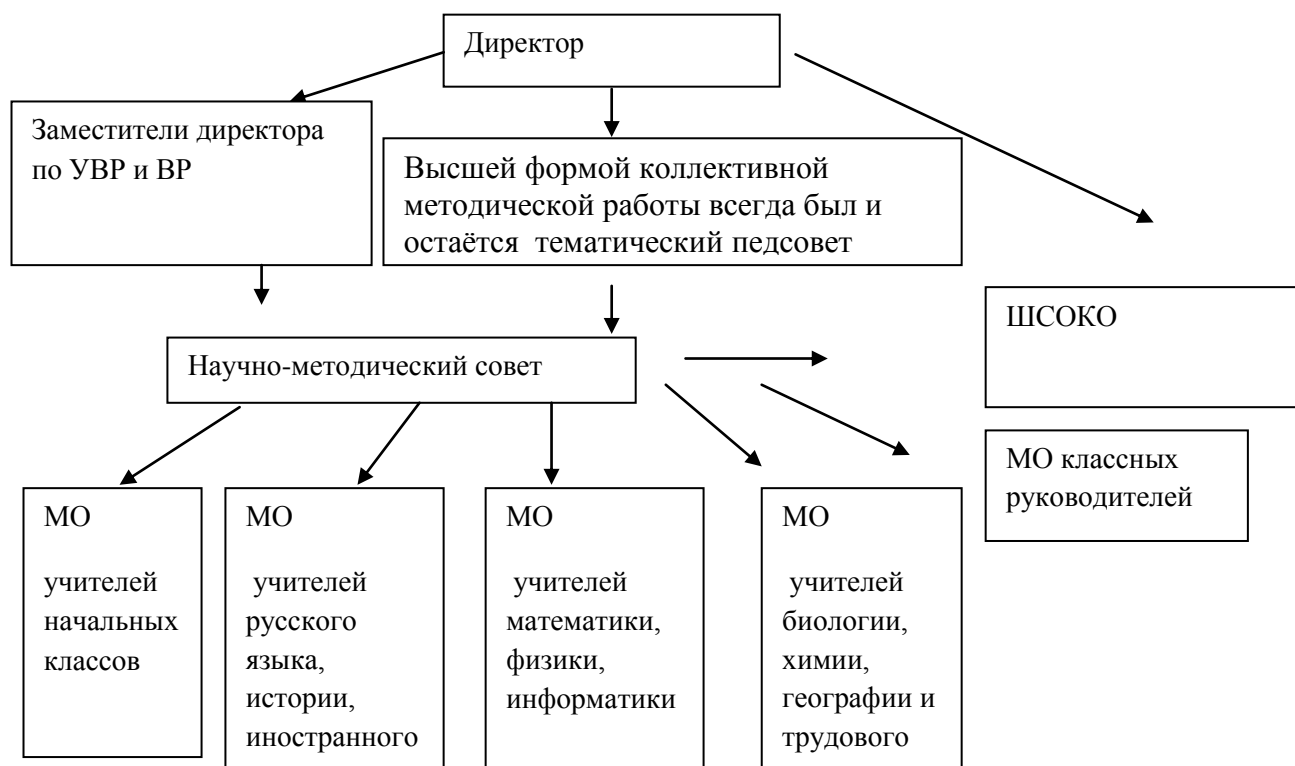 Директор
Заместители директора
по УВР и ВР
Высшей формой коллективной
методической работы всегда был и
остаётся тематический педсовет
ШСОКО
Научно-методический совет
МО классных
руководителей
МО
учителей
начальных
классов
МО
учителей
русского
языка,
истории,
иностранного
МО
учителей
математики,
физики,
информатики
МО
учителей
биологии,
химии,
географии и
трудового